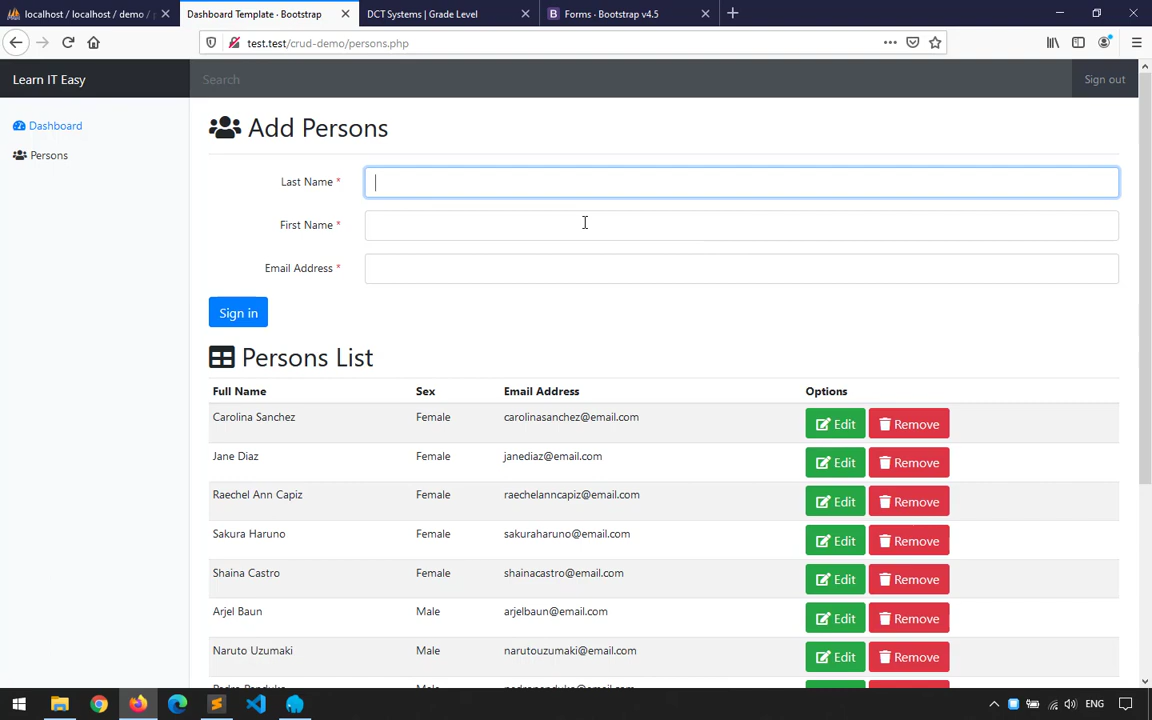 localhost / localhost / demo /
Dashboard Template · Bootstrap
DCT Systems | Grade Level
B Forms · Bootstrap v4.5
test.test/crud-demo/persons.php
Learn IT Easy
Search
Sign out
Dashboard
Persons
Add Persons
Last Name *
First Name *
Email Address *
Sign in
Persons List
Full Name Sex Email Address Options
Carolina Sanchez Female carolinasanchez@email.com Edit Remove
Jane Diaz Female janediaz@email.com Edit Remove
Raechel Ann Capiz Female raechelanncapiz@email.com Edit Remove
Sakura Haruno Female sakuraharuno@email.com Edit Remove
Shaina Castro Female shainacastro@email.com Edit Remove
Arjel Baun Male arjelbaun@email.com Edit Remove
Naruto Uzumaki Male narutouzumaki@email.com Edit Remove
Male
ENG